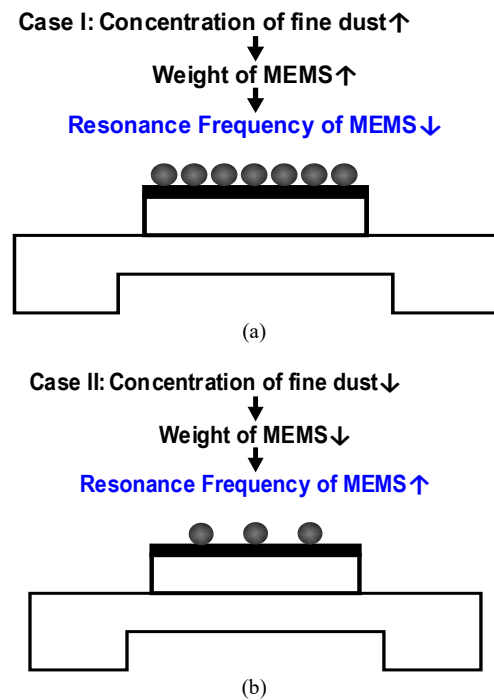 Case I: Concentration of fine dust↑
Weight of MEMS↑
Resonance Frequency of MEMS↓
(a)
Case II: Concentration of fine dust↓
Weight of MEMS↓
Resonance Frequency of MEMS↑
(b)